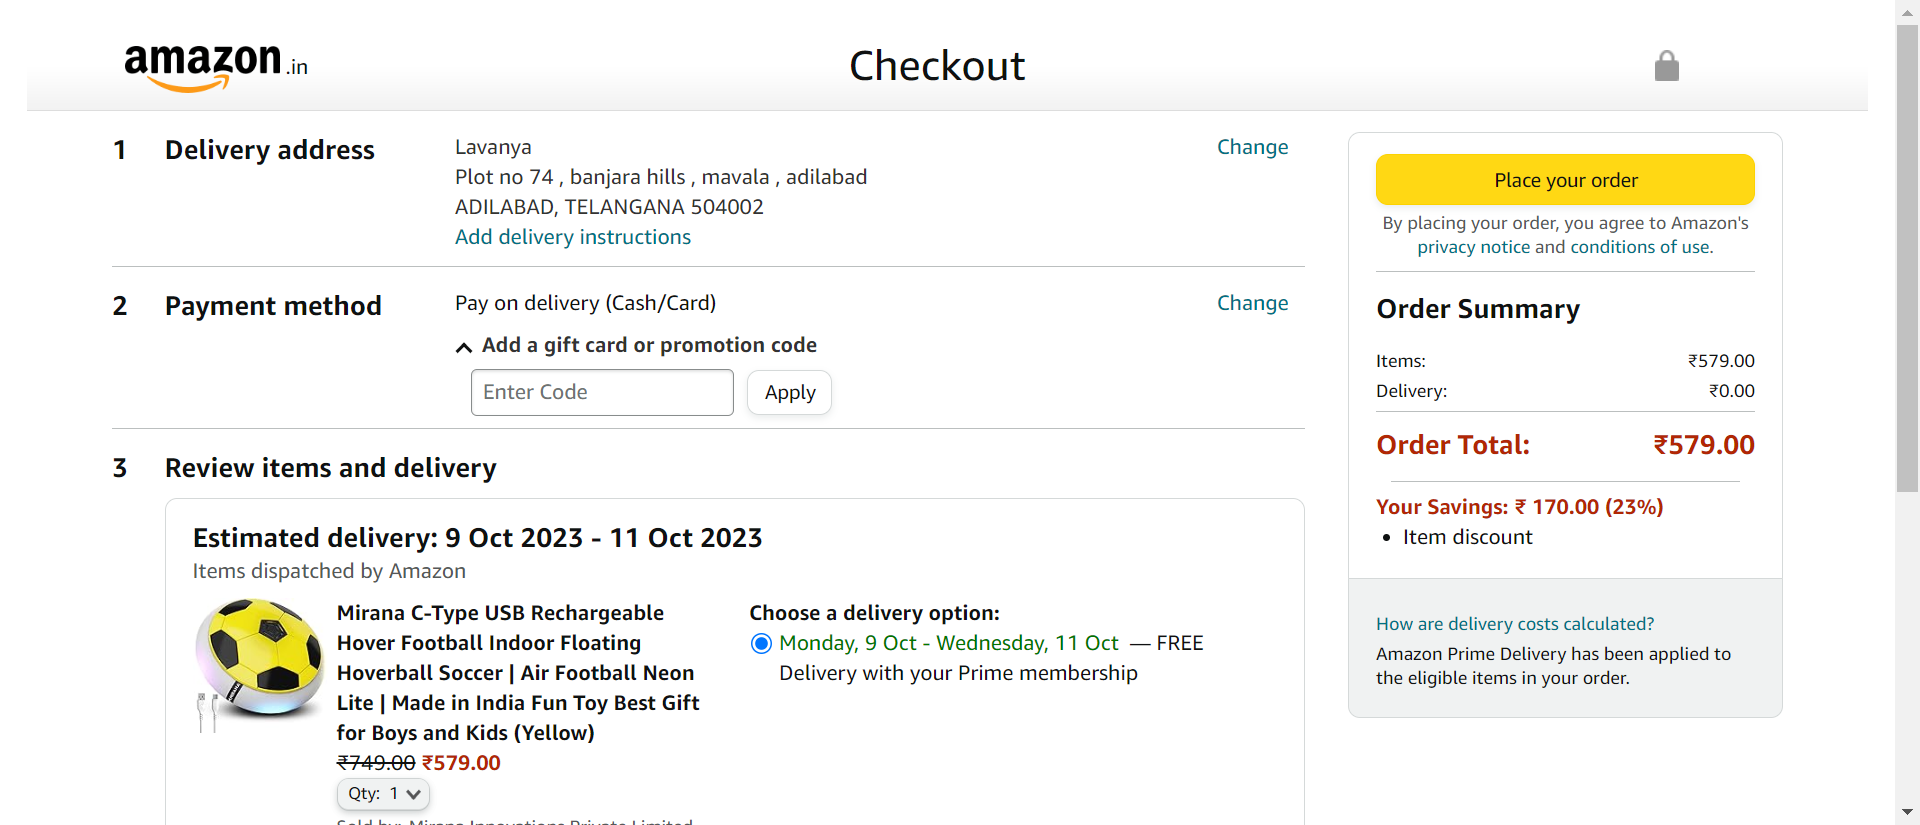 amazon.in
Checkout
1 Delivery address
Lavanya
Change
Plot no 74 , banjara hills , mavala , adilabad
ADILABAD, TELANGANA 504002
Add delivery instructions
2 Payment method
Pay on delivery (Cash/Card)
Change
Add a gift card or promotion code
Enter Code
Apply
3 Review items and delivery
Estimated delivery: 9 Oct 2023 - 11 Oct 2023
Items dispatched by Amazon
Mirana C-Type USB Rechargeable
Hover Football Indoor Floating
Hoverball Soccer | Air Football Neon
Lite | Made in India Fun Toy Best Gift
for Boys and Kids (Yellow)
₹749.00 ₹579.00
Qty: 1
Sold by: Mirana Innovations Private Limited
Choose a delivery option:
Monday, 9 Oct - Wednesday, 11 Oct — FREE
Delivery with your Prime membership
Place your order
By placing your order, you agree to Amazon's
privacy notice and conditions of use.
Order Summary
Items: ₹579.00
Delivery: ₹0.00
Order Total: ₹579.00
Your Savings: ₹ 170.00 (23%)
• Item discount
How are delivery costs calculated?
Amazon Prime Delivery has been applied to
the eligible items in your order.